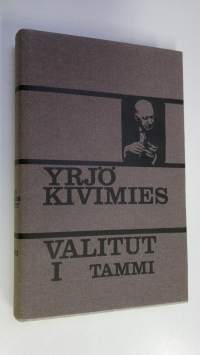 YRJÖ
KIVIMIES
VALITUT
I TAMMI